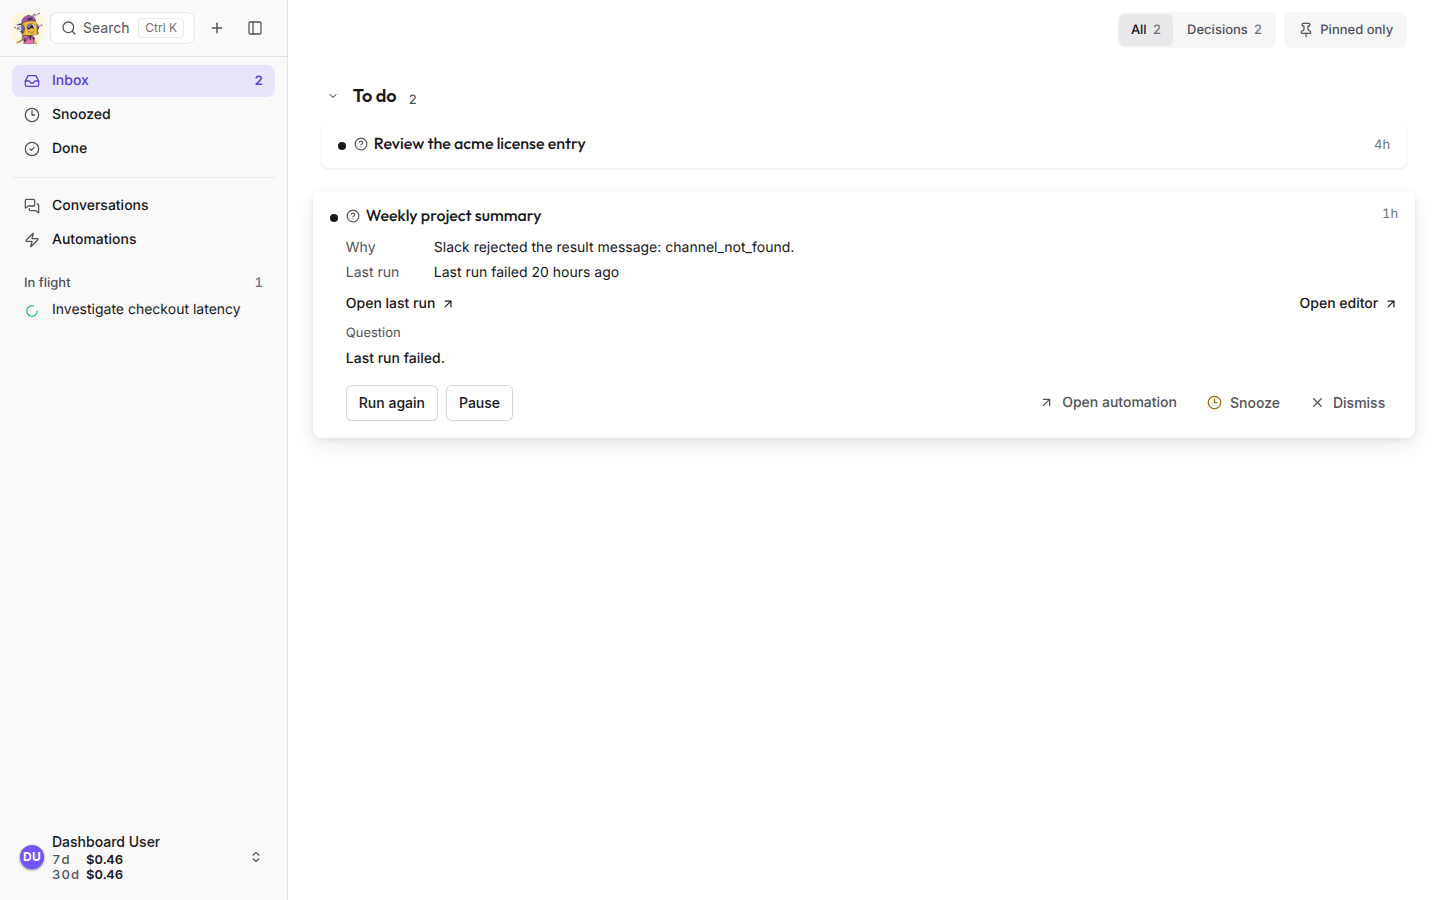 Search Ctrl K
Inbox 2
Snoozed
Done
Conversations
Automations
In flight 1
Investigate checkout latency
Dashboard User
DU
7d $0.46
30d $0.46
All 2 Decisions 2 Pinned only
To do 2
Review the acme license entry 4h
Weekly project summary 1h
Why Slack rejected the result message: channel_not_found.
Last run Last run failed 20 hours ago
Open last run Open editor
Question
Last run failed.
Run again Pause Open automation Snooze Dismiss